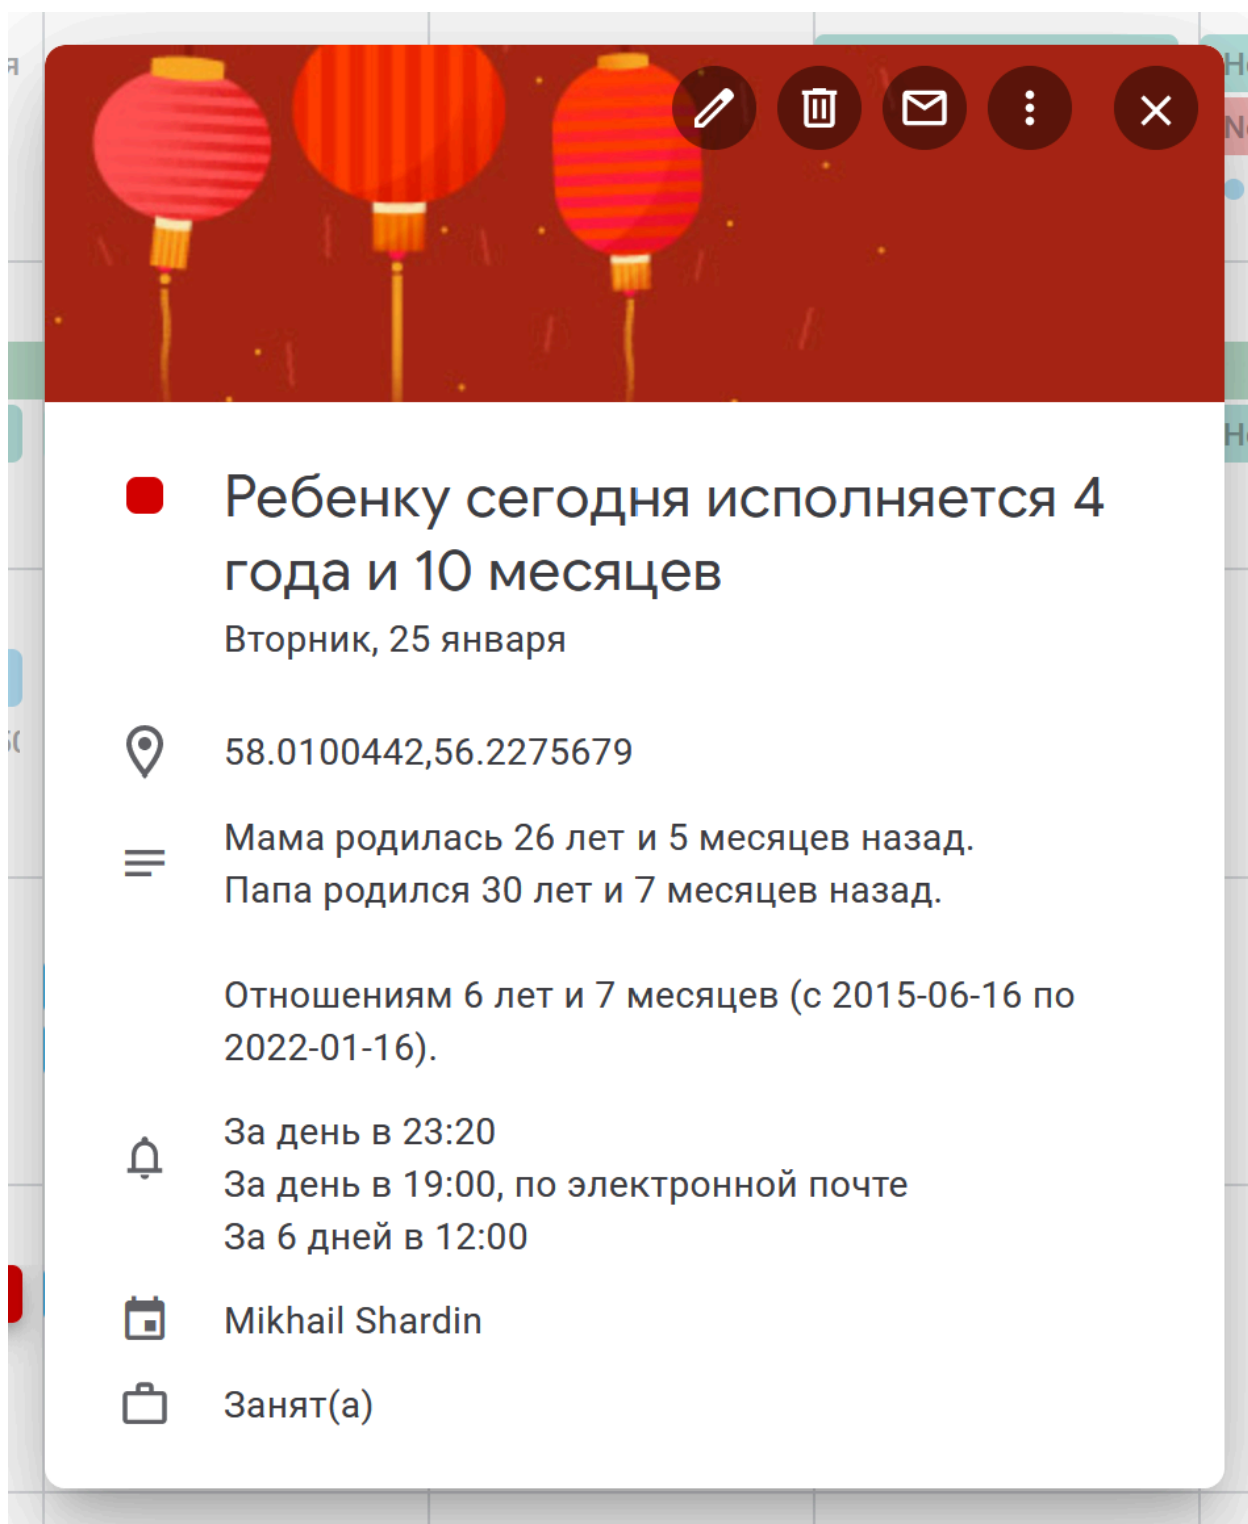 Ребенку сегодня исполняется 4
года и 10 месяцев
Вторник, 25 января
58.0100442,56.2275679
Мама родилась 26 лет и 5 месяцев назад.
Папа родился 30 лет и 7 месяцев назад.
Отношениям 6 лет и 7 месяцев (с 2015-06-16 по
2022-01-16).
За день в 23:20
За день в 19:00, по электронной почте
За 6 дней в 12:00
Mikhail Shardin
Занят(а)